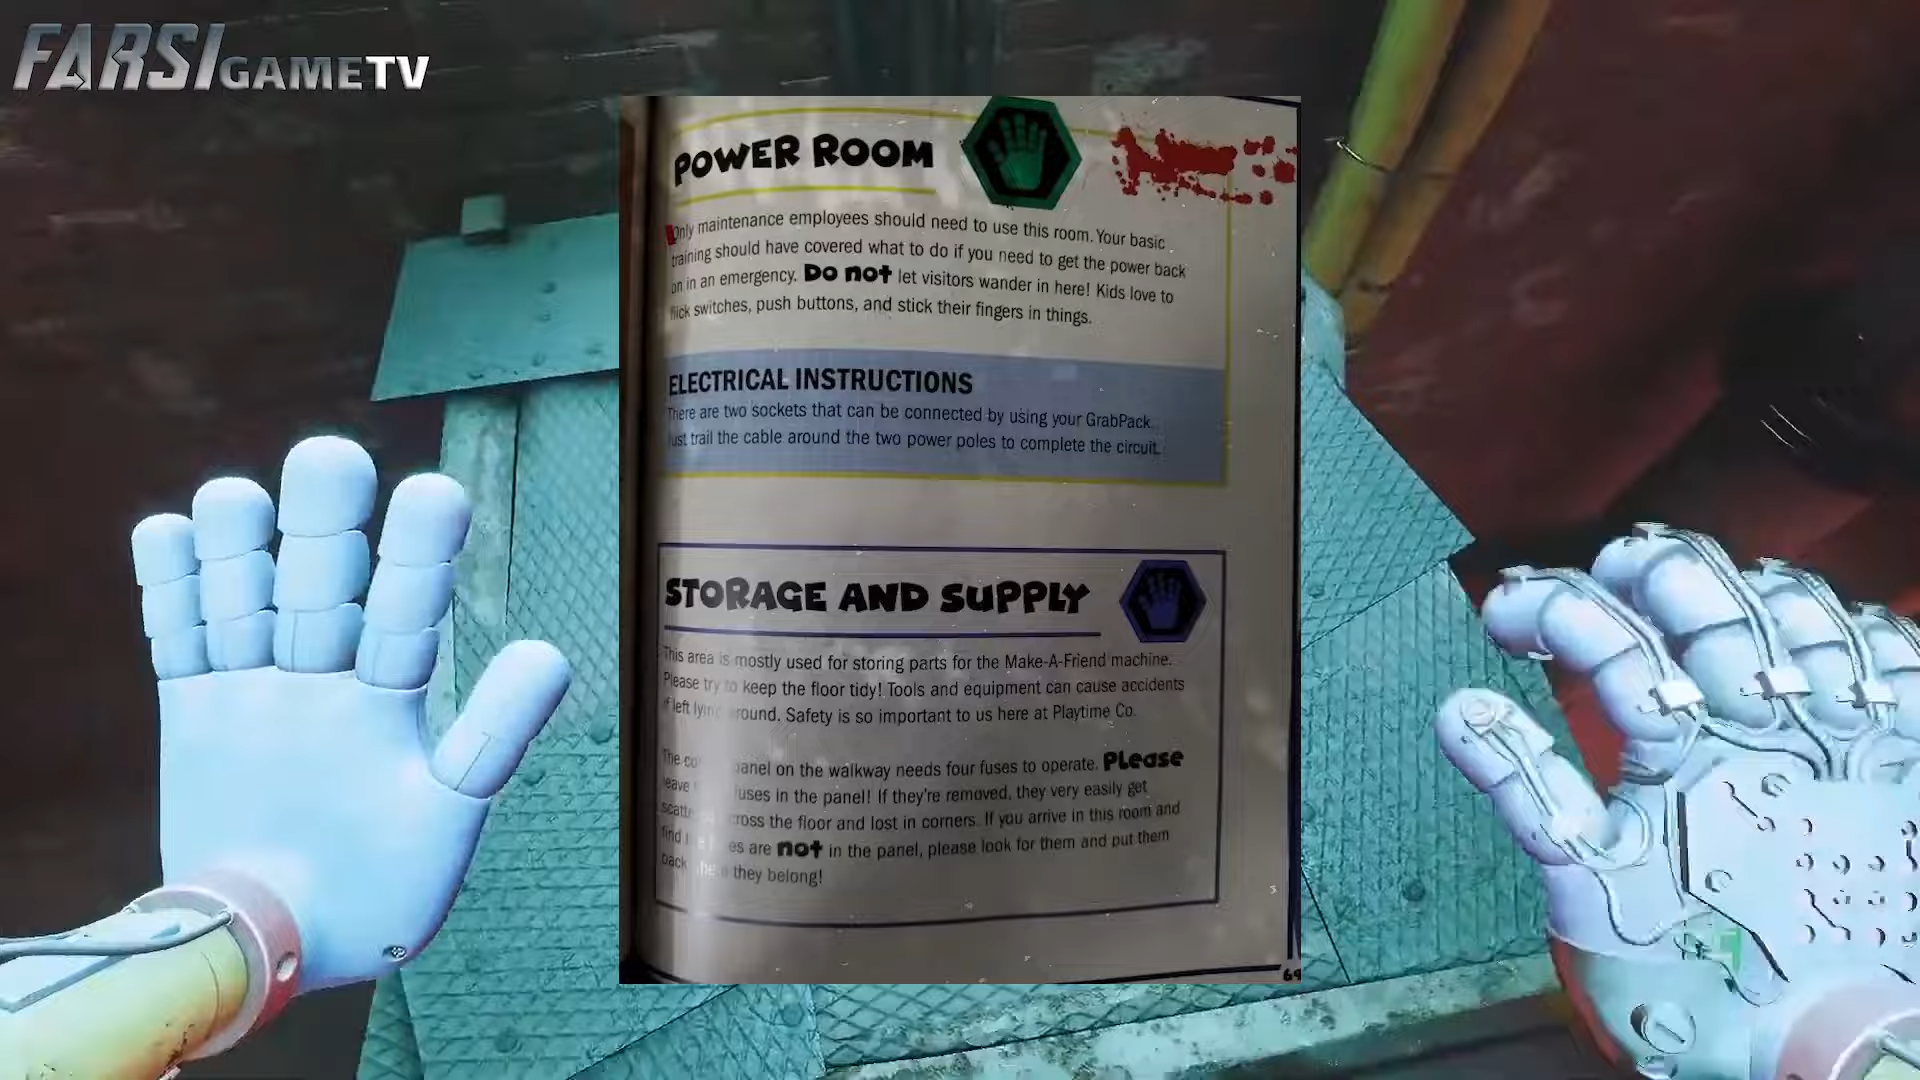 FARSI GAMETV
POWER ROOM
Only maintenance employees should need to use this room. Your basic
training should have covered what to do if you need to get the power back
on in an emergency. Do not let visitors wander in here! Kids love to
flick switches, push buttons, and stick their fingers in things.
ELECTRICAL INSTRUCTIONS
There are two sockets that can be connected by using your GrabPack.
Just trail the cable around the two power poles to complete the circuit.
STORAGE AND SUPPLY
This area is mostly used for storing parts for the Make-A-Friend machine.
Please try to keep the floor tidy! Tools and equipment can cause accidents
if left lying around. Safety is so important to us here at Playtime Co.
The panel on the walkway needs four fuses to operate. Please
leave fuses in the panel! If they're removed, they very easily get
across the floor and lost in corners. If you arrive in this room and
find are not in the panel, please look for them and put them
back they belong!